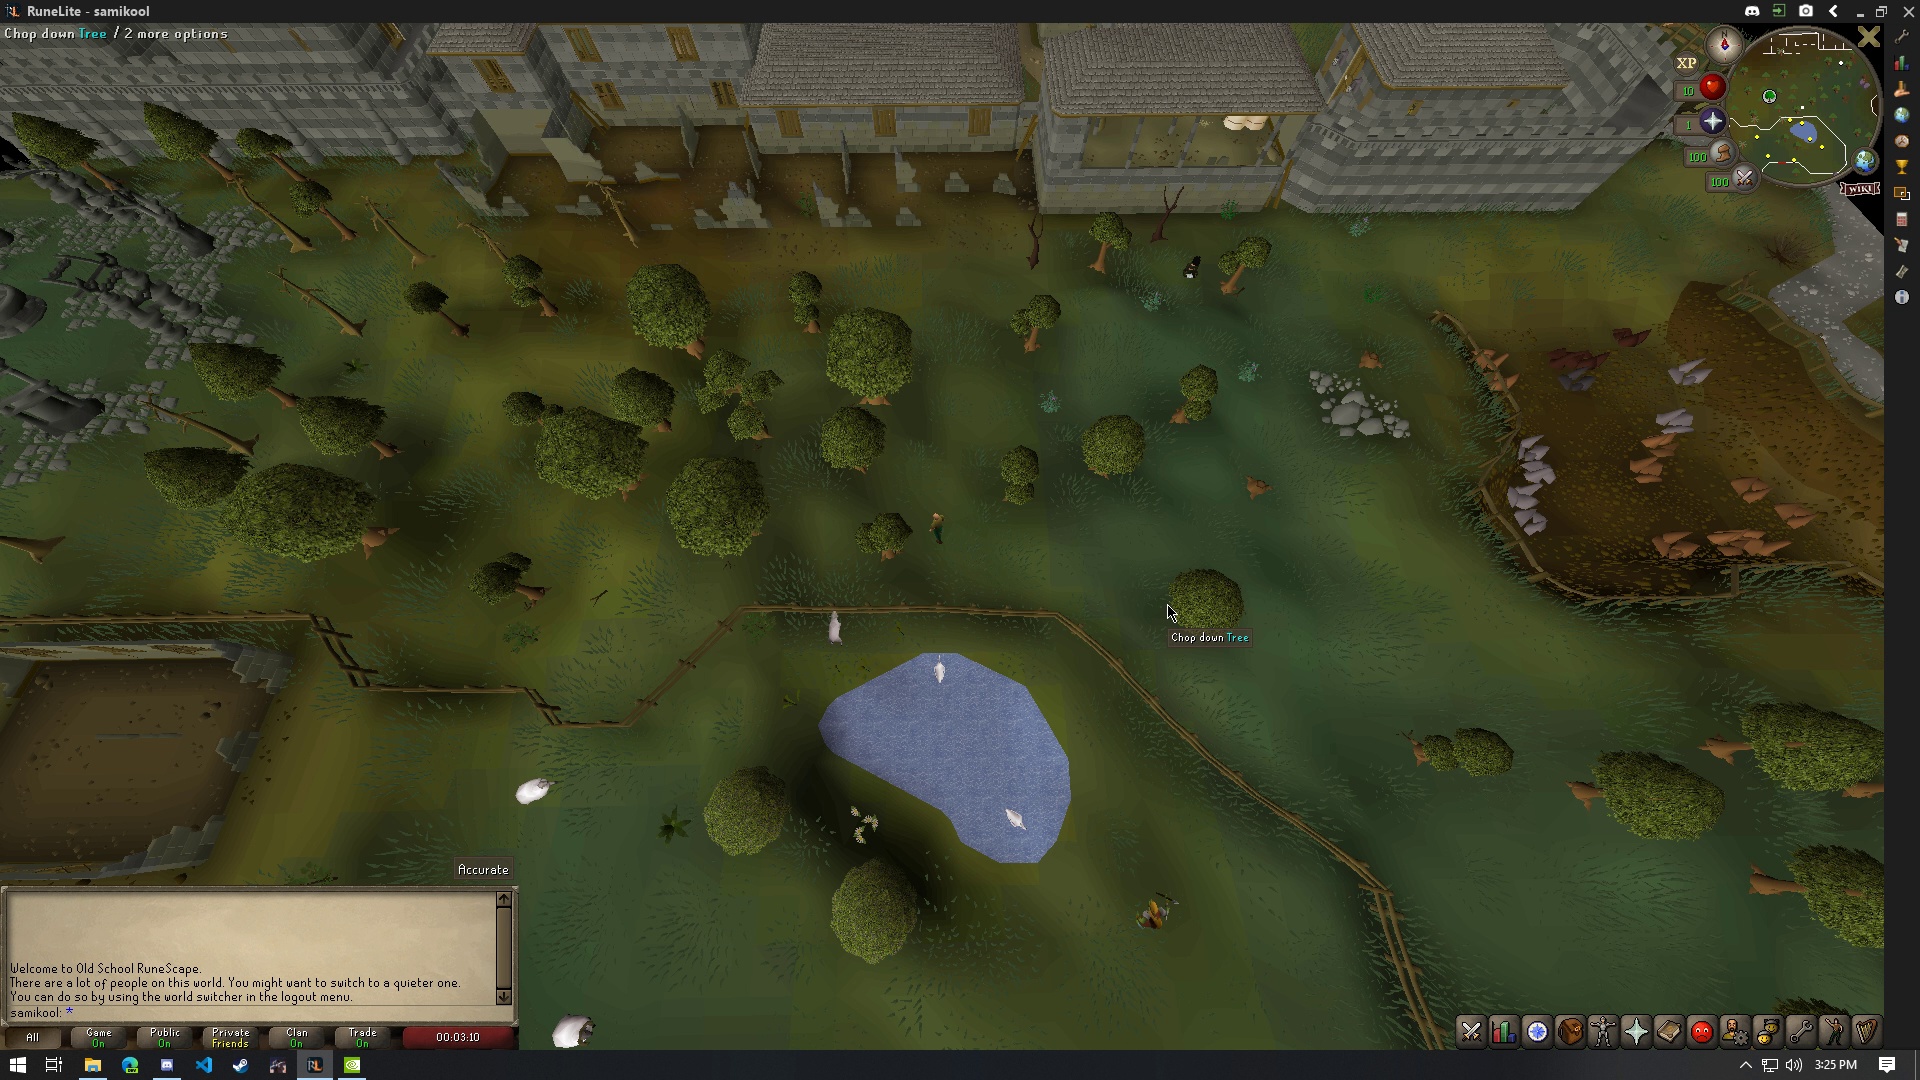 RuneLite - samikool
Chop down Tree / 2 more options
N
XP
10
1
100
100
WIKI
Chop down Tree
Accurate
Welcome to Old School RuneScape.
There are a lot of people on this world. You might want to switch to a quieter one.
You can do so by using the world switcher in the logout menu.
samikool: *
All
Game
On
Public
On
Private
Friends
Clan
On
Trade
On
00:03:10
3:25 PM